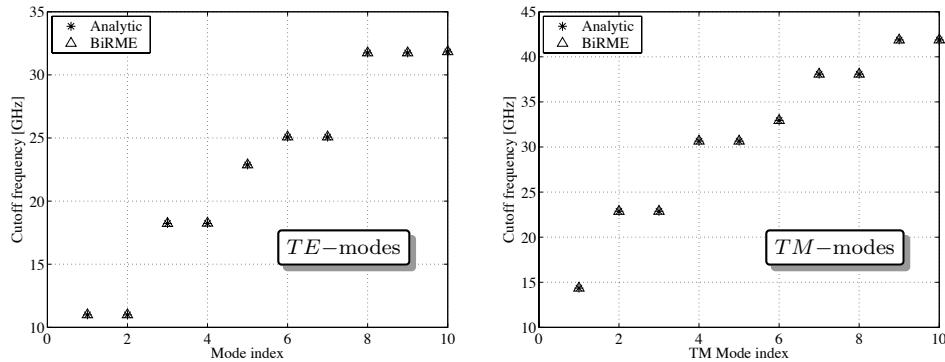 35
30
25
20
15
10
0
2
4
6
8
10
Cutoff frequency [GHz]
Mode index
Analytic
BiRME
TE−modes
45
40
35
30
25
20
15
10
0
2
4
6
8
10
Cutoff frequency [GHz]
TM Mode index
Analytic
BiRME
TM−modes